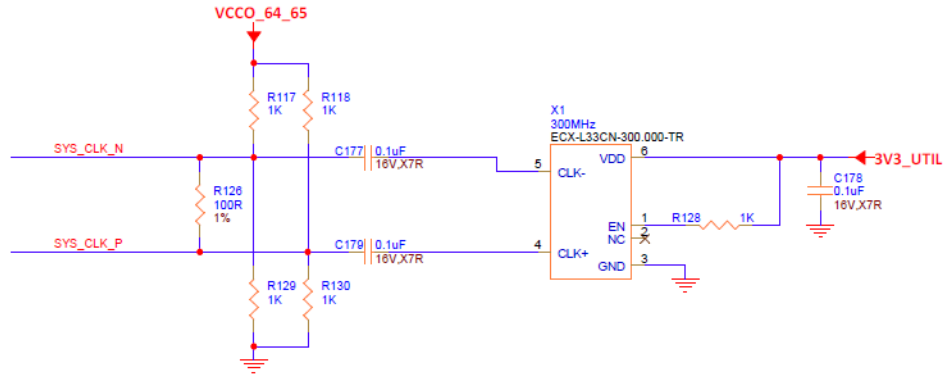 VCCO_64_65
R117
1K
R118
1K
X1
300MHz
ECX-L33CN-300.000-TR
SYS_CLK_N
C177
0.1uF
16V,X7R
5
CLK-
VDD
6
3V3_UTIL
R126
100R
1%
C178
0.1uF
16V,X7R
EN
1
R128
1K
NC
2
SYS_CLK_P
C179
0.1uF
16V,X7R
4
CLK+
GND
3
R129
1K
R130
1K